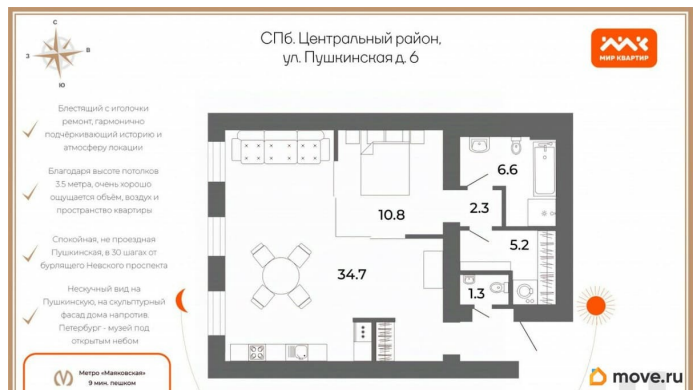 С
З
В
Ю
СПб. Центральный район,
ул. Пушкинская д. 6
МИР КВАРТИР
Блестящий с иголочки
ремонт, гармонично
подчёркивающий историю и
атмосферу локации
Благодаря высоте потолков
3.5 метра, очень хорошо
ощущается объём, воздух и
пространство квартиры
Спокойная, не проездная
Пушкинская, в 30 шагах от
бурлящего Невского проспекта
Нескучный вид на
Пушкинскую, на скульптурный
фасад дома напротив.
Петербург - музей под
открытым небом
Метро «Маяковская»
9 мин. пешком
6.6
10.8
2.3
5.2
34.7
1.3
move.ru